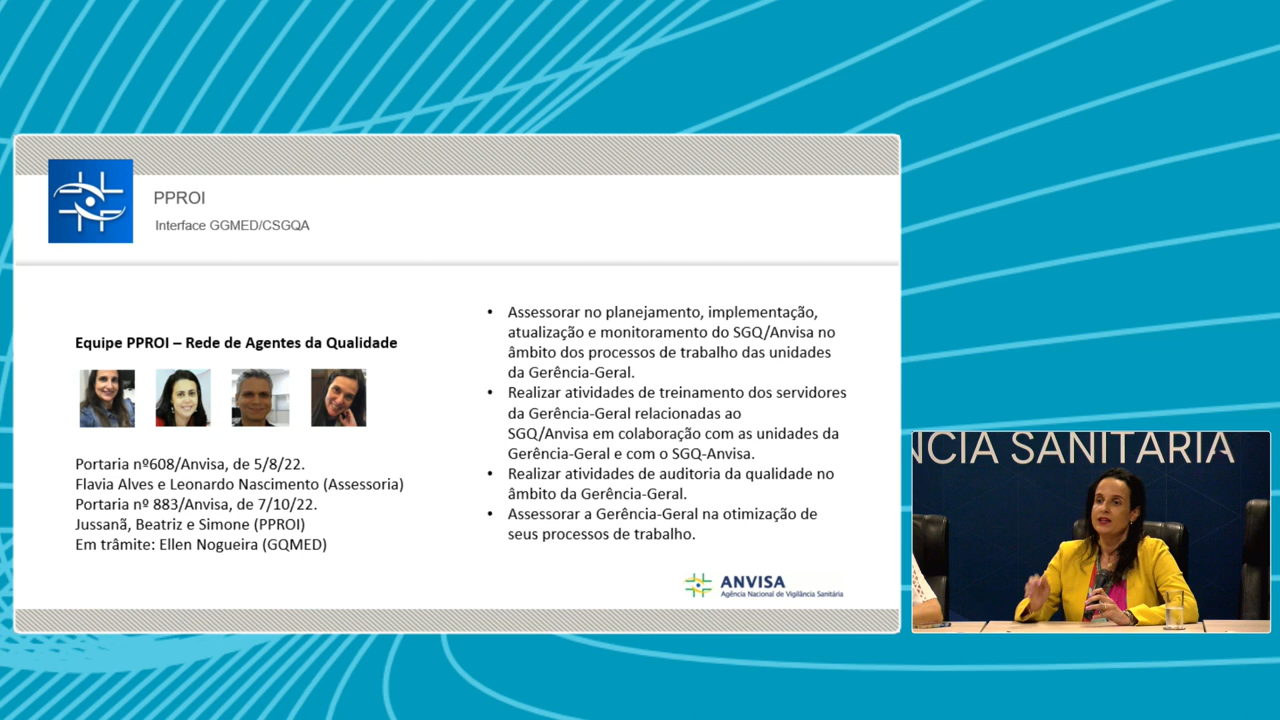 PPROI
Interface GGMED/CSGQA
Equipe PPROI – Rede de Agentes da Qualidade
Portaria nº608/Anvisa, de 5/8/22.
Flavia Alves e Leonardo Nascimento (Assessoria)
Portaria nº 883/Anvisa, de 7/10/22.
Jussanã, Beatriz e Simone (PPROI)
Em trâmite: Ellen Nogueira (GQMED)
• Assessorar no planejamento, implementação,
atualização e monitoramento do SGQ/Anvisa no
âmbito dos processos de trabalho das unidades
da Gerência-Geral.
• Realizar atividades de treinamento dos servidores
da Gerência-Geral relacionadas ao
SGQ/Anvisa em colaboração com as unidades da
Gerência-Geral e com o SGQ-Anvisa.
• Realizar atividades de auditoria da qualidade no
âmbito da Gerência-Geral.
• Assessorar a Gerência-Geral na otimização de
seus processos de trabalho.
ANVISA
Agência Nacional de Vigilância Sanitária
NCIA SANITÁRIA